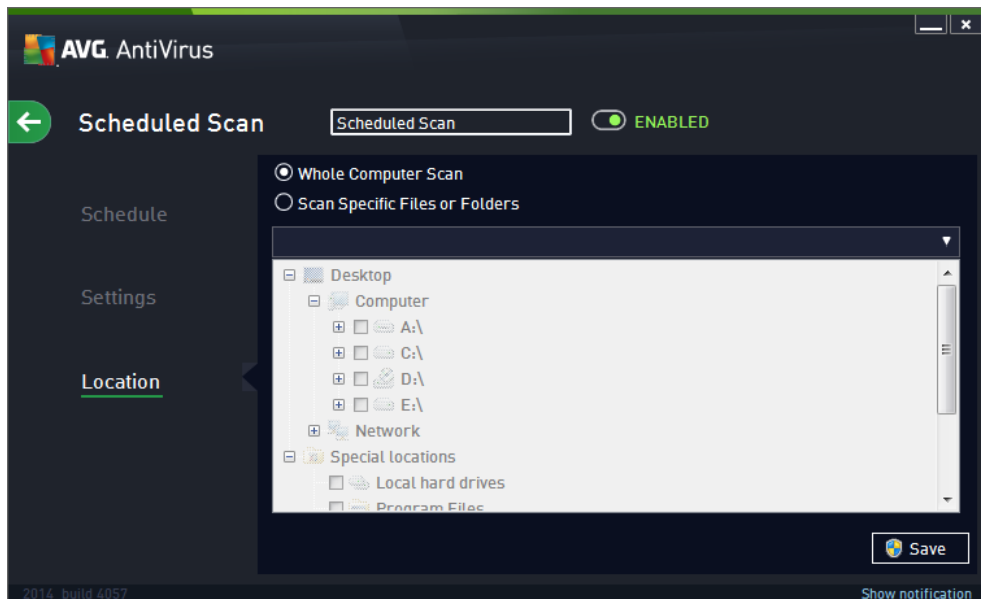 AVG. AntiVirus
Scheduled Scan
Scheduled Scan
ENABLED
Schedule
Settings
Location
Whole Computer Scan
Scan Specific Files or Folders
Desktop
Computer
A:\
C:\
D:\
E:\
Network
Special locations
Local hard drives
Program Files
Save
2014 build 4057
Show notification